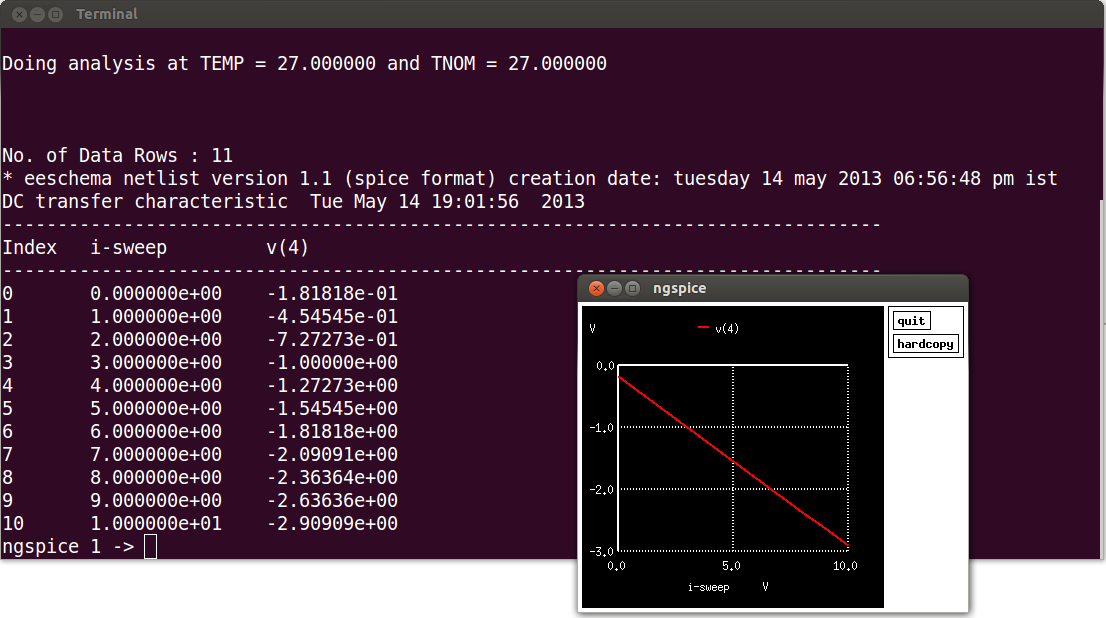 Terminal
Doing analysis at TEMP = 27.000000 and TNOM = 27.000000
No. of Data Rows : 11
* eeschema netlist version 1.1 (spice format) creation date: tuesday 14 may 2013 06:56:48 pm ist
DC transfer characteristic  Tue May 14 19:01:56  2013
--------------------------------------------------------------------------------
Index   i-sweep         v(4)
--------------------------------------------------------------------------------
0       0.000000e+00    -1.81818e-01
1       1.000000e+00    -4.54545e-01
2       2.000000e+00    -7.27273e-01
3       3.000000e+00    -1.00000e+00
4       4.000000e+00    -1.27273e+00
5       5.000000e+00    -1.54545e+00
6       6.000000e+00    -1.81818e+00
7       7.000000e+00    -2.09091e+00
8       8.000000e+00    -2.36364e+00
9       9.000000e+00    -2.63636e+00
10      1.000000e+01    -2.90909e+00
ngspice 1 ->
ngspice
V v(4)
quit
hardcopy
0.0
-1.0
-2.0
-3.0
0.0 5.0 10.0
i-sweep V